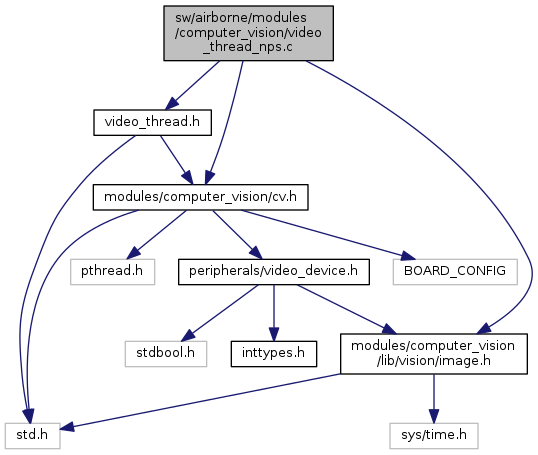 sw/airborne/modules
/computer_vision/video
_thread_nps.c
video_thread.h
modules/computer_vision/cv.h
pthread.h
peripherals/video_device.h
BOARD_CONFIG
stdbool.h
inttypes.h
modules/computer_vision
/lib/vision/image.h
std.h
sys/time.h